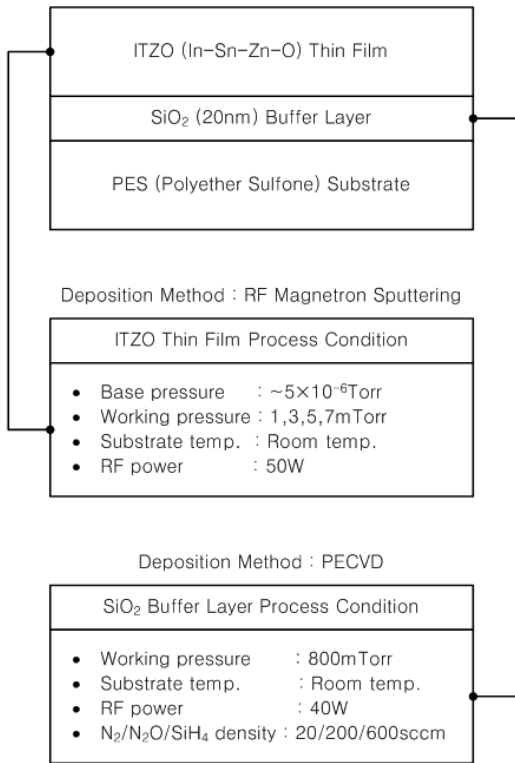 ITZO (In-Sn-Zn-O) Thin Film
SiO₂ (20nm) Buffer Layer
PES (Polyether Sulfone) Substrate
Deposition Method : RF Magnetron Sputtering
ITZO Thin Film Process Condition
• Base pressure : ~5×10⁻⁶Torr
• Working pressure : 1,3,5,7mTorr
• Substrate temp. : Room temp.
• RF power : 50W
Deposition Method : PECVD
SiO₂ Buffer Layer Process Condition
• Working pressure : 800mTorr
• Substrate temp. : Room temp.
• RF power : 40W
• N₂/N₂O/SiH₄ density : 20/200/600sccm